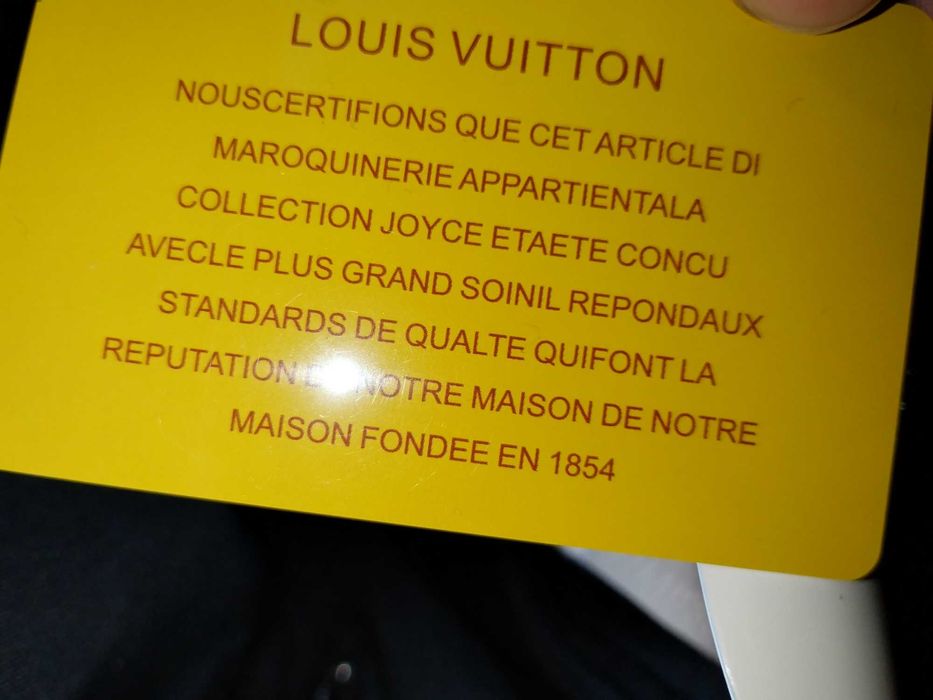 LOUIS VUITTON
NOUSCERTIFIONS QUE CET ARTICLE DI
MAROQUINERIE APPARTIENTALA
COLLECTION JOYCE ETAETE CONCU
AVECLE PLUS GRAND SOINIL REPONDAUX
STANDARDS DE QUALTE QUIFONT LA
REPUTATION NOTRE MAISON DE NOTRE
MAISON FONDEE EN 1854